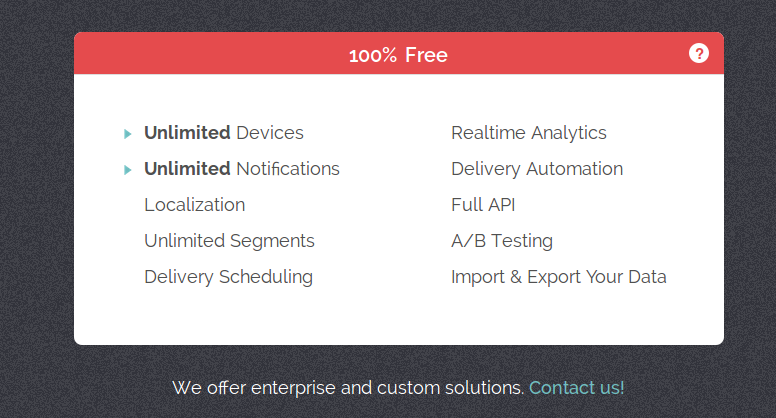 100% Free
?
Unlimited Devices
Unlimited Notifications
Localization
Unlimited Segments
Delivery Scheduling
Realtime Analytics
Delivery Automation
Full API
A/B Testing
Import & Export Your Data
We offer enterprise and custom solutions. Contact us!